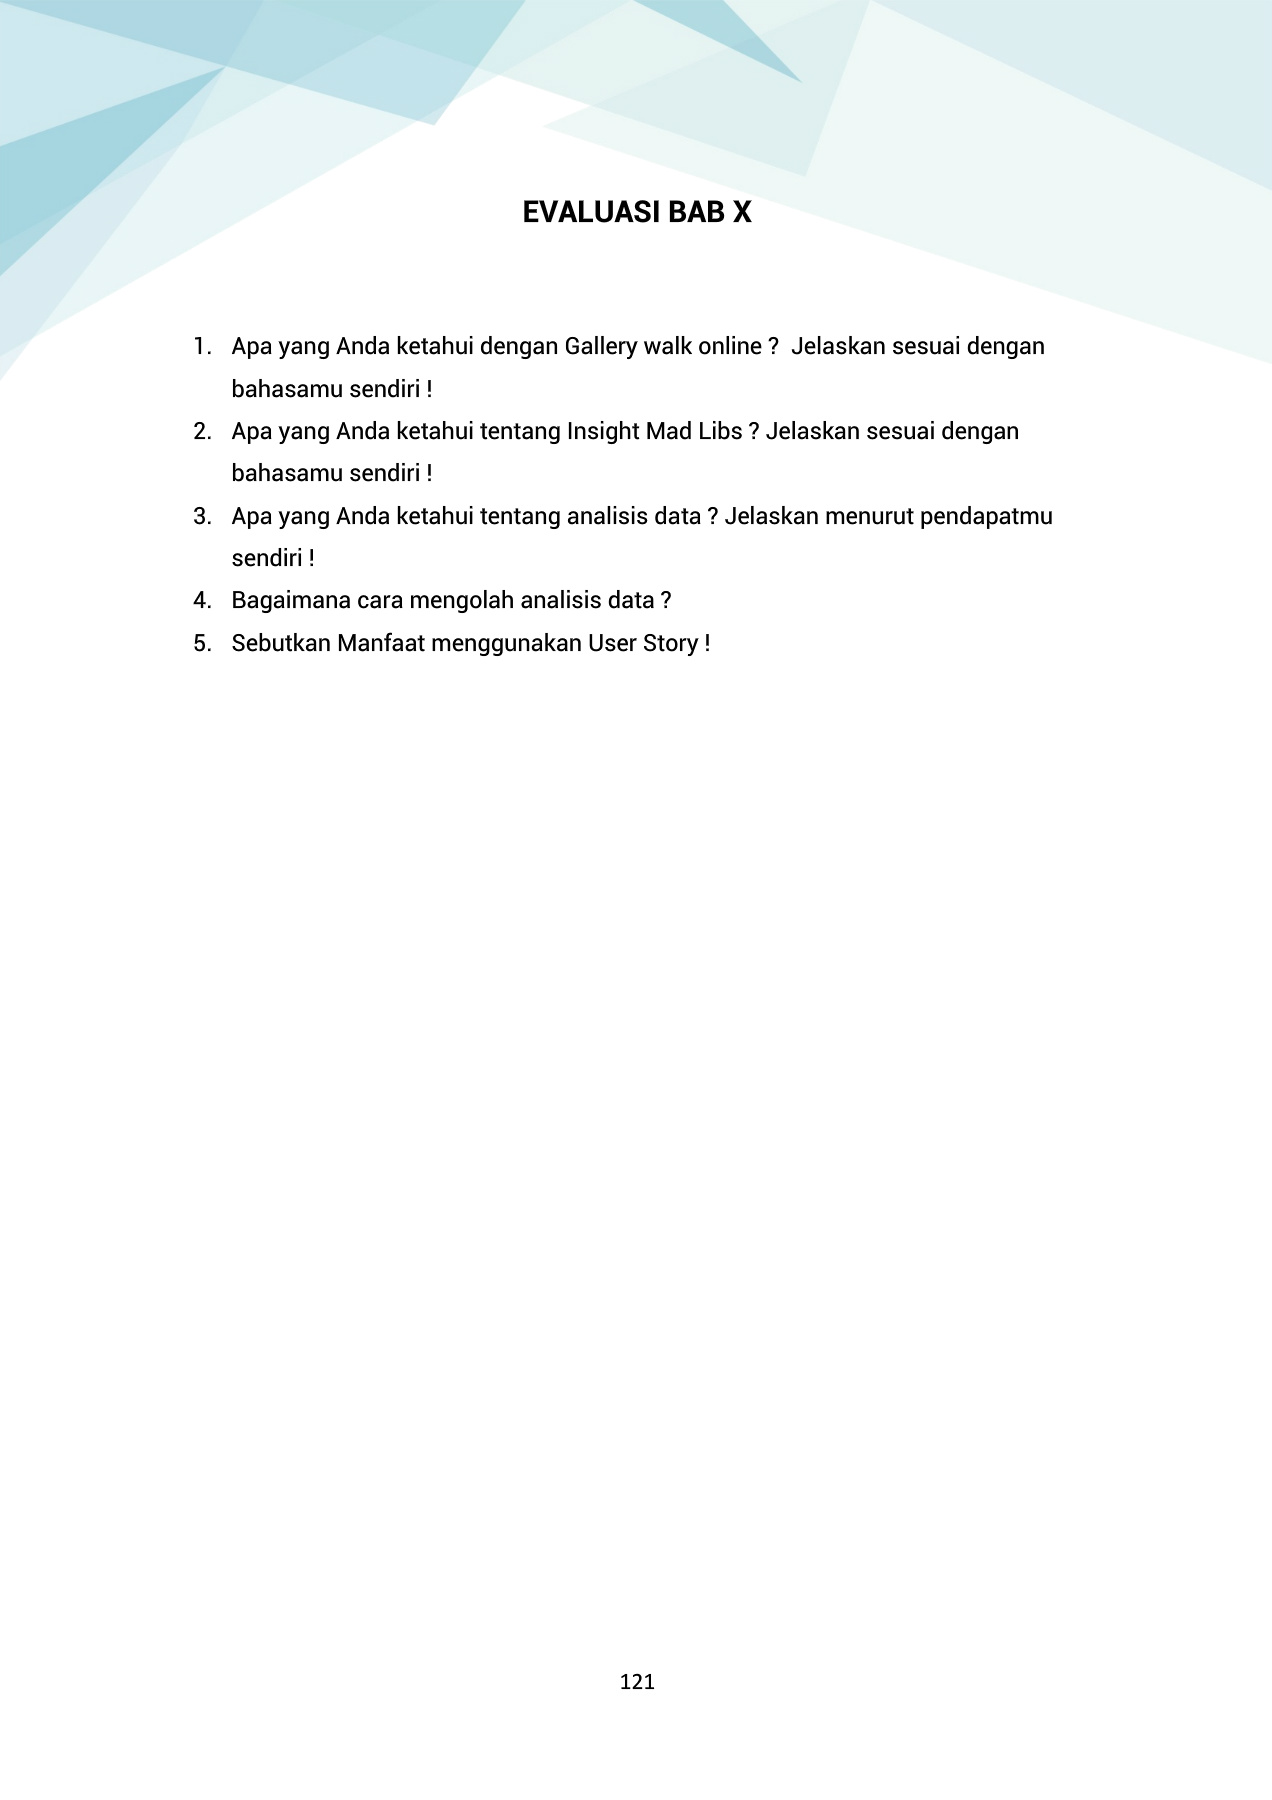 EVALUASI BAB X
1. Apa yang Anda ketahui dengan Gallery walk online ?  Jelaskan sesuai dengan
bahasamu sendiri !
2. Apa yang Anda ketahui tentang Insight Mad Libs ? Jelaskan sesuai dengan
bahasamu sendiri !
3. Apa yang Anda ketahui tentang analisis data ? Jelaskan menurut pendapatmu
sendiri !
4. Bagaimana cara mengolah analisis data ?
5. Sebutkan Manfaat menggunakan User Story !
121